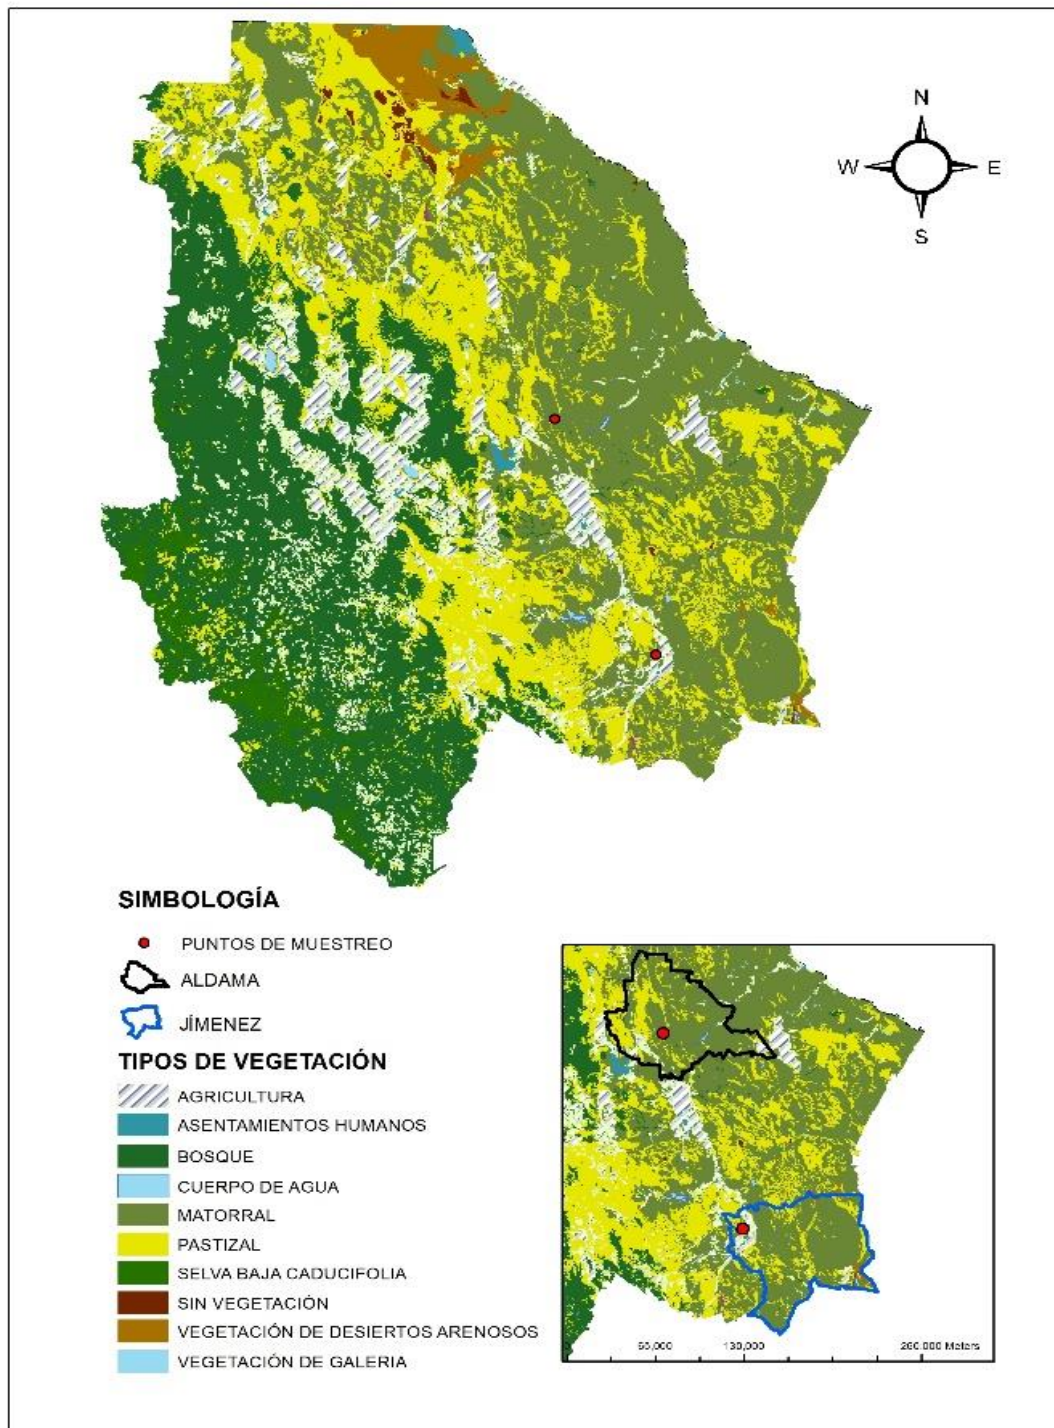 N
W E
S
SIMBOLOGÍA
PUNTOS DE MUESTREO
ALDAMA
JÍMENEZ
TIPOS DE VEGETACIÓN
AGRICULTURA
ASENTAMIENTOS HUMANOS
BOSQUE
CUERPO DE AGUA
MATORRAL
PASTIZAL
SELVA BAJA CADUCIFOLIA
SIN VEGETACIÓN
VEGETACIÓN DE DESIERTOS ARENOSOS
VEGETACIÓN DE GALERIA
0 65,000 130,000 260,000 Meters